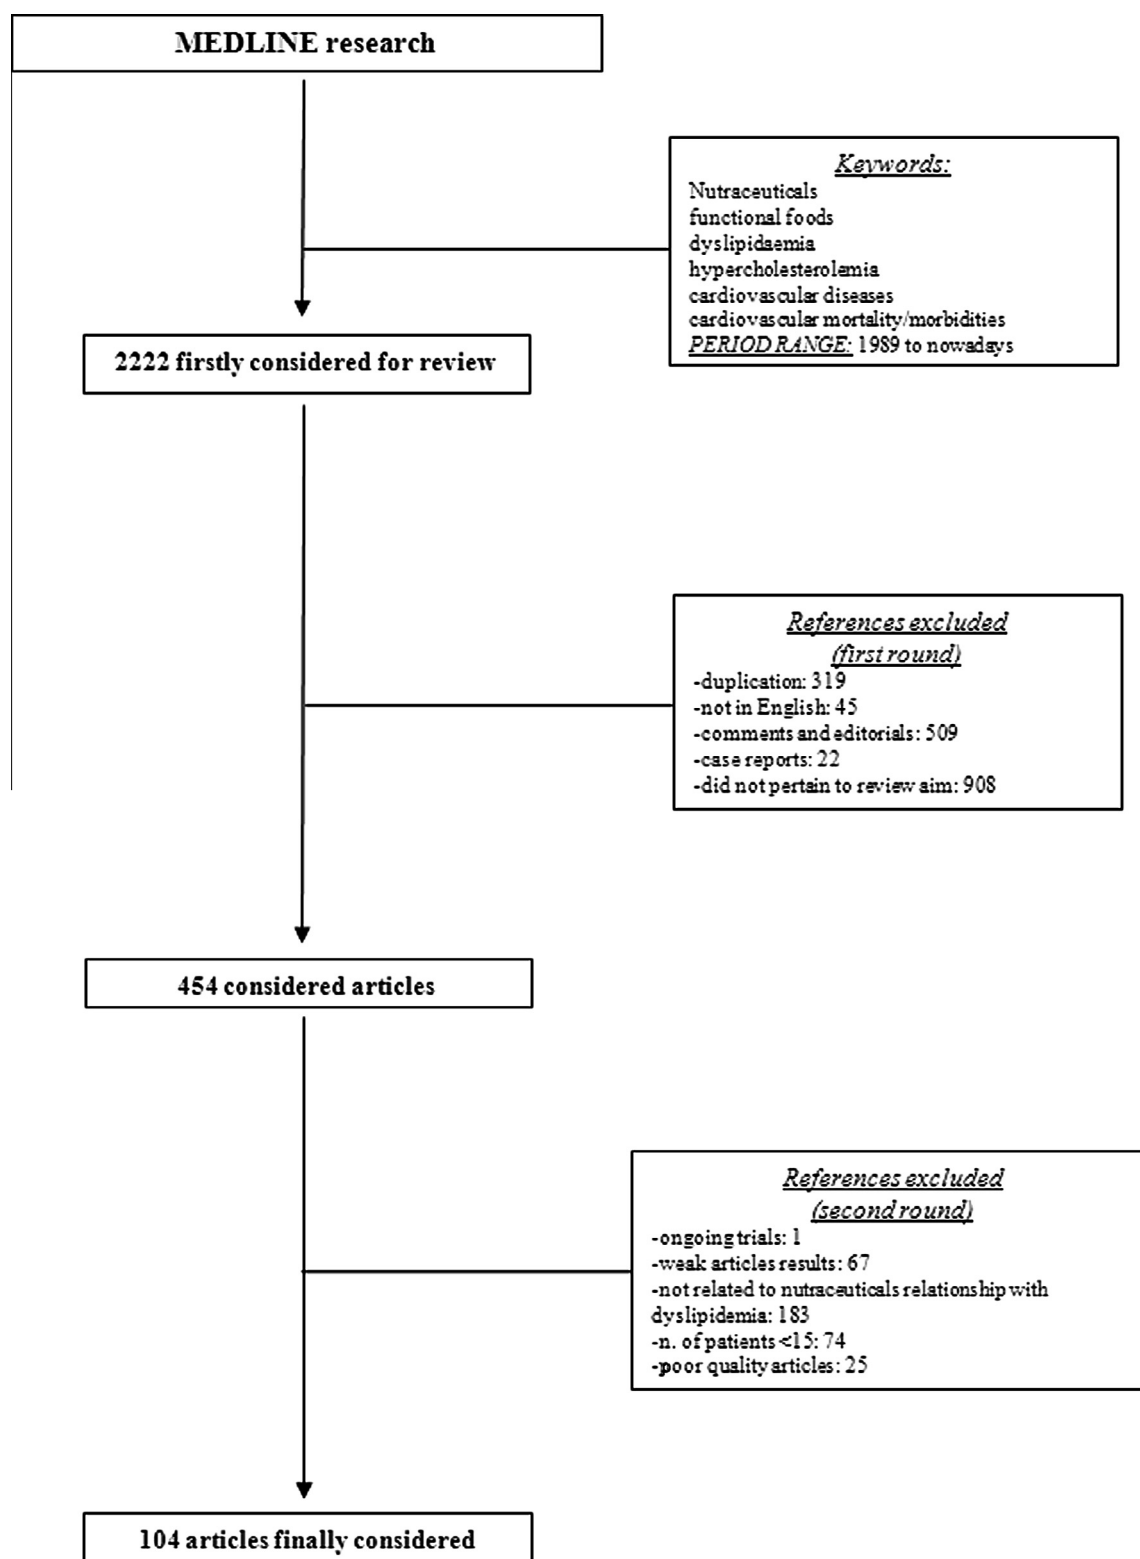 MEDLINE research
Keywords:
Nutraceuticals
functional foods
dyslipidaemia
hypercholesterolemia
cardiovascular diseases
cardiovascular mortality/morbidities
PERIOD RANGE: 1989 to nowadays
2222 firstly considered for review
References excluded
(first round)
-duplication: 319
-not in English: 45
-comments and editorials: 509
-case reports: 22
-did not pertain to review aim: 908
454 considered articles
References excluded
(second round)
-ongoing trials: 1
-weak articles results: 67
-not related to nutraceuticals relationship with
dyslipidemia: 183
-n. of patients <15: 74
-poor quality articles: 25
104 articles finally considered